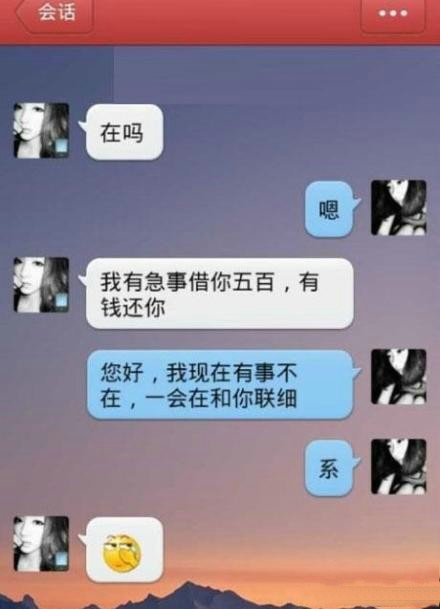 会话
在吗
嗯
我有急事借你五百，有
钱还你
您好，我现在有事不
在，一会在和你联细
系